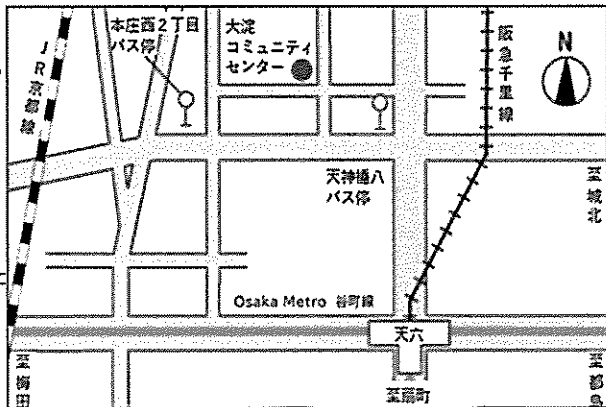 本庄西2丁目
バス停
大淀
コミュニティ
センター
阪急千里線
N
JR京都線
天神橋八
バス停
至城北
Osaka Metro 谷町線
天六
至梅田
至扇町
至都島